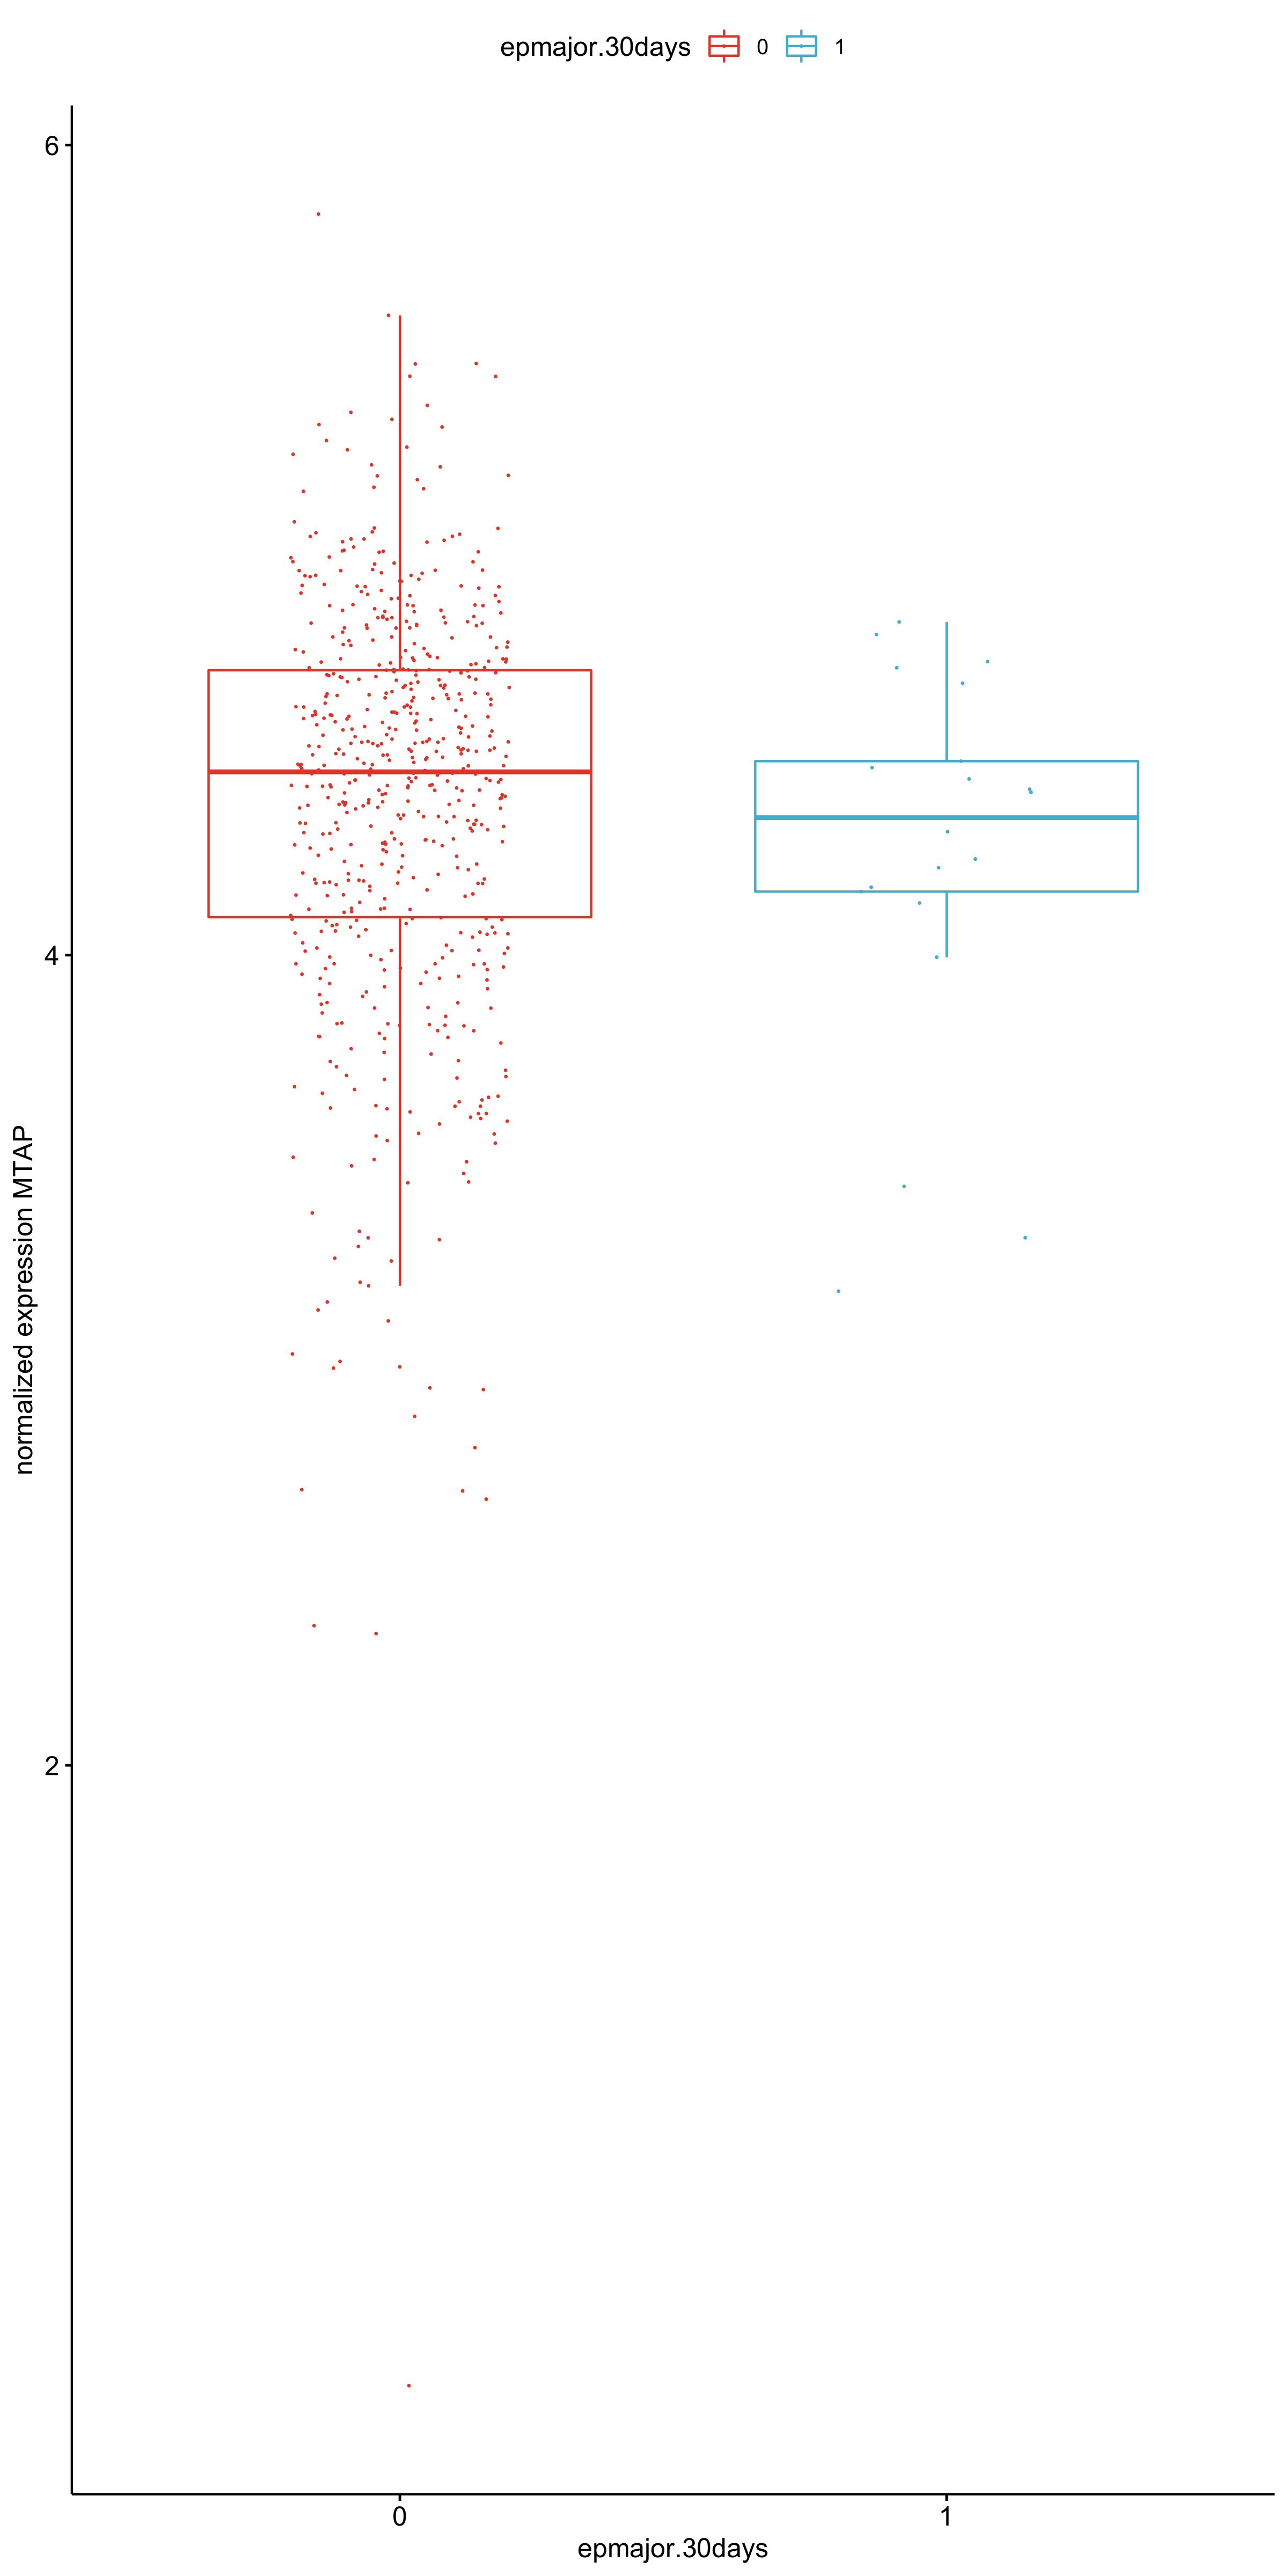 epmajor.30days 0 1
6
4
2
normalized expression MTAP
0 1
epmajor.30days